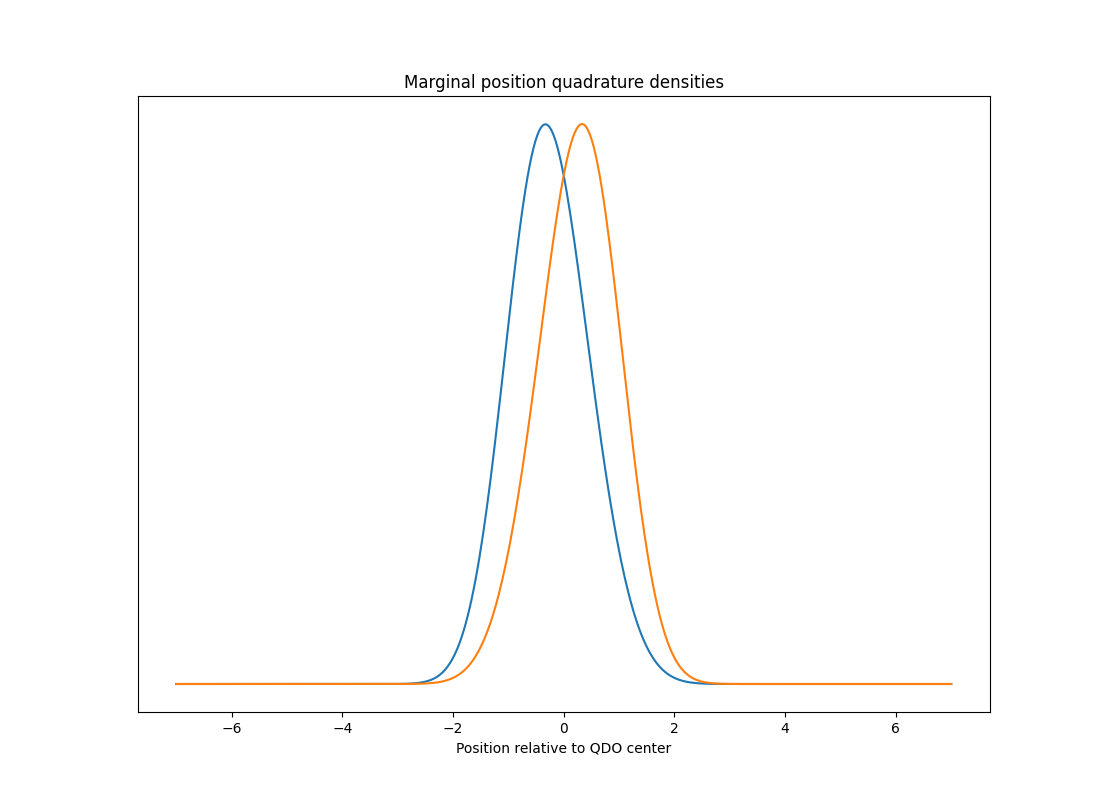 Marginal position quadrature densities
−6 −4 −2 0 2 4 6
Position relative to QDO center